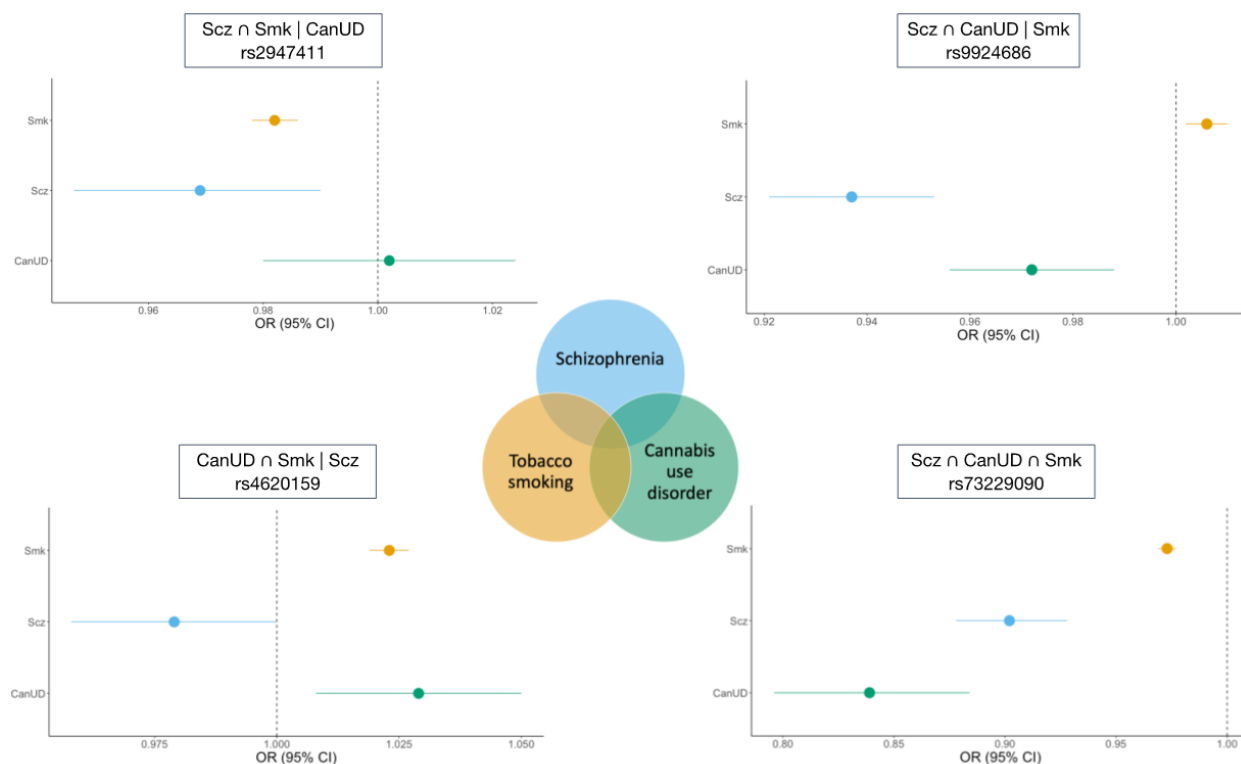 Scz ∩ Smk | CanUD
rs2947411
Smk
Scz
CanUD
0.96
0.98
1.00
1.02
OR (95% CI)
Scz ∩ CanUD | Smk
rs9924686
Smk
Scz
CanUD
0.92
0.94
0.96
0.98
1.00
OR (95% CI)
Schizophrenia
Tobacco
smoking
Cannabis
use
disorder
CanUD ∩ Smk | Scz
rs4620159
Smk
Scz
CanUD
0.975
1.000
1.025
1.050
OR (95% CI)
Scz ∩ CanUD ∩ Smk
rs73229090
Smk
Scz
CanUD
0.80
0.85
0.90
0.95
1.00
OR (95% CI)